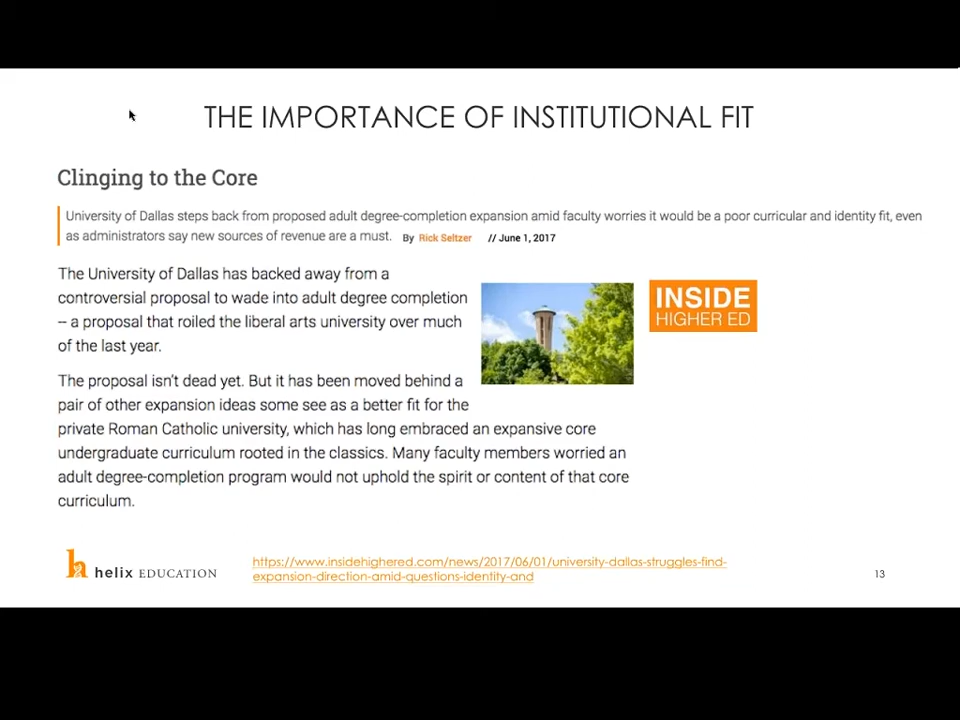 THE IMPORTANCE OF INSTITUTIONAL FIT
Clinging to the Core
University of Dallas steps back from proposed adult degree-completion expansion amid faculty worries it would be a poor curricular and identity fit, even
as administrators say new sources of revenue are a must. By Rick Seltzer // June 1, 2017
The University of Dallas has backed away from a
controversial proposal to wade into adult degree completion
-- a proposal that roiled the liberal arts university over much
of the last year.
INSIDE
HIGHER ED
The proposal isn't dead yet. But it has been moved behind a
pair of other expansion ideas some see as a better fit for the
private Roman Catholic university, which has long embraced an expansive core
undergraduate curriculum rooted in the classics. Many faculty members worried an
adult degree-completion program would not uphold the spirit or content of that core
curriculum.
h helix EDUCATION
https://www.insidehighered.com/news/2017/06/01/university-dallas-struggles-find-
expansion-direction-amid-questions-identity-and
13